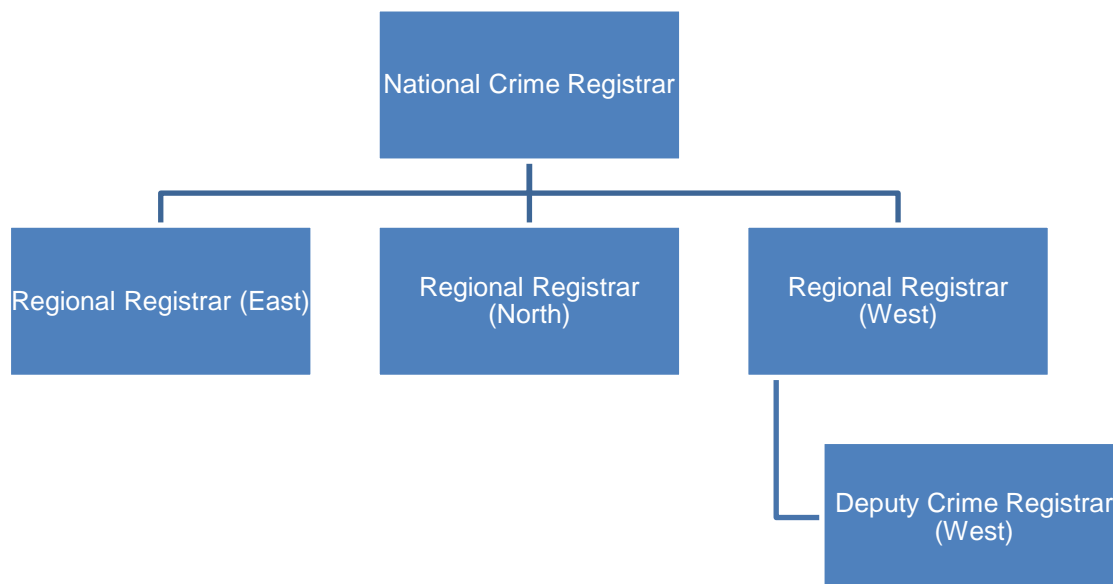 National Crime Registrar
Regional Registrar (East)
Regional Registrar
(North)
Regional Registrar
(West)
Deputy Crime Registrar
(West)